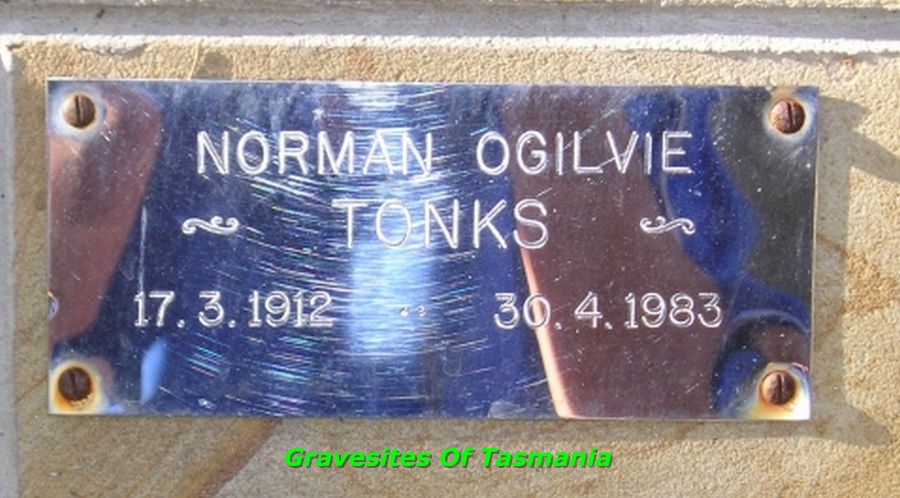 NORMAN OGILVIE
TONKS
17.3.1912 .. 30.4.1983
Gravesites Of Tasmania